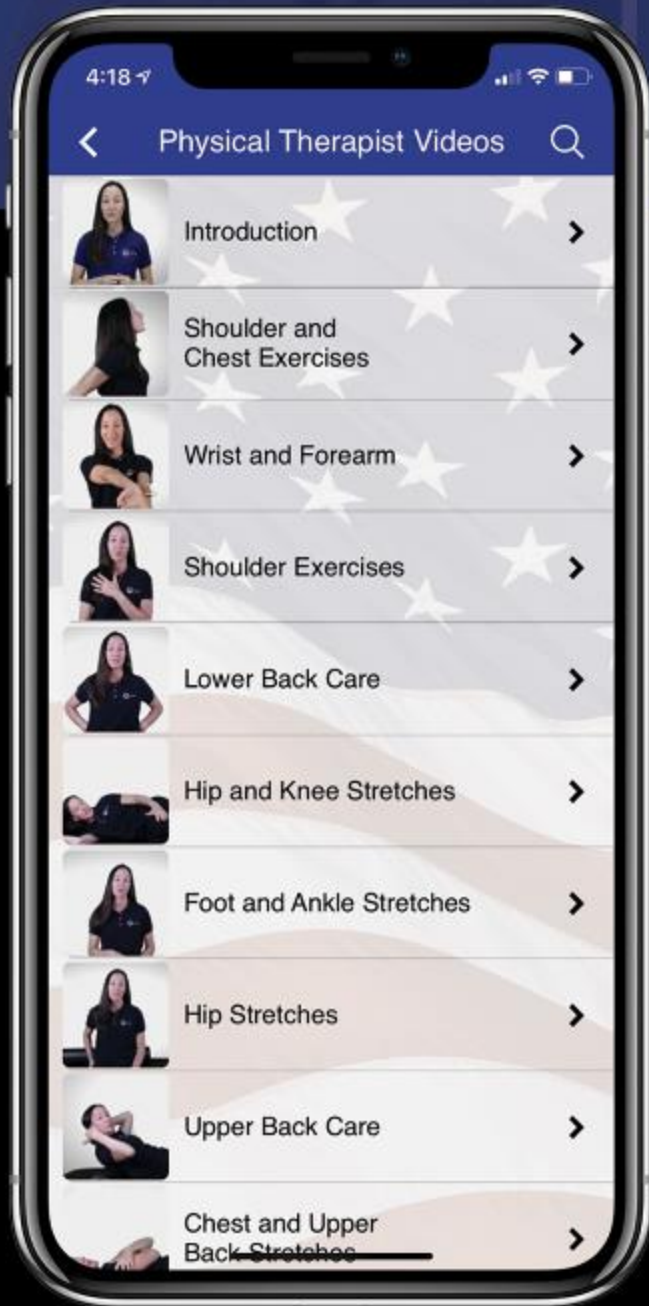 4:18
Physical Therapist Videos
Introduction
Shoulder and
Chest Exercises
Wrist and Forearm
Shoulder Exercises
Lower Back Care
Hip and Knee Stretches
Foot and Ankle Stretches
Hip Stretches
Upper Back Care
Chest and Upper
Back Stretches